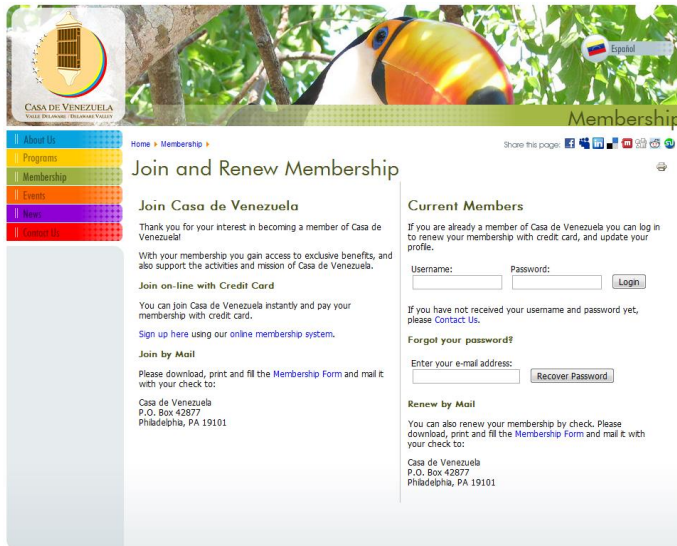 Español
CASA DE VENEZUELA
VALLE DELAWARE | DELAWARE VALLEY
Membership
About Us
Programs
Membership
Events
News
Contact Us
Home Membership
Share this page:
Join and Renew Membership
Join Casa de Venezuela
Thank you for your interest in becoming a member of Casa de
Venezuela!
With your membership you gain access to exclusive benefits, and
also support the activities and mission of Casa de Venezuela.
Join on-line with Credit Card
You can join Casa de Venezuela instantly and pay your
membership with credit card.
Sign up here using our online membership system.
Join by Mail
Please download, print and fill the Membership Form and mail it
with your check to:
Casa de Venezuela
P.O. Box 42877
Philadelphia, PA 19101
Current Members
If you are already a member of Casa de Venezuela you can log in
to renew your membership with credit card, and update your
profile.
Username: Password:
Login
If you have not received your username and password yet,
please Contact Us.
Forgot your password?
Enter your e-mail address:
Recover Password
Renew by Mail
You can also renew your membership by check. Please
download, print and fill the Membership Form and mail it with
your check to:
Casa de Venezuela
P.O. Box 42877
Philadelphia, PA 19101